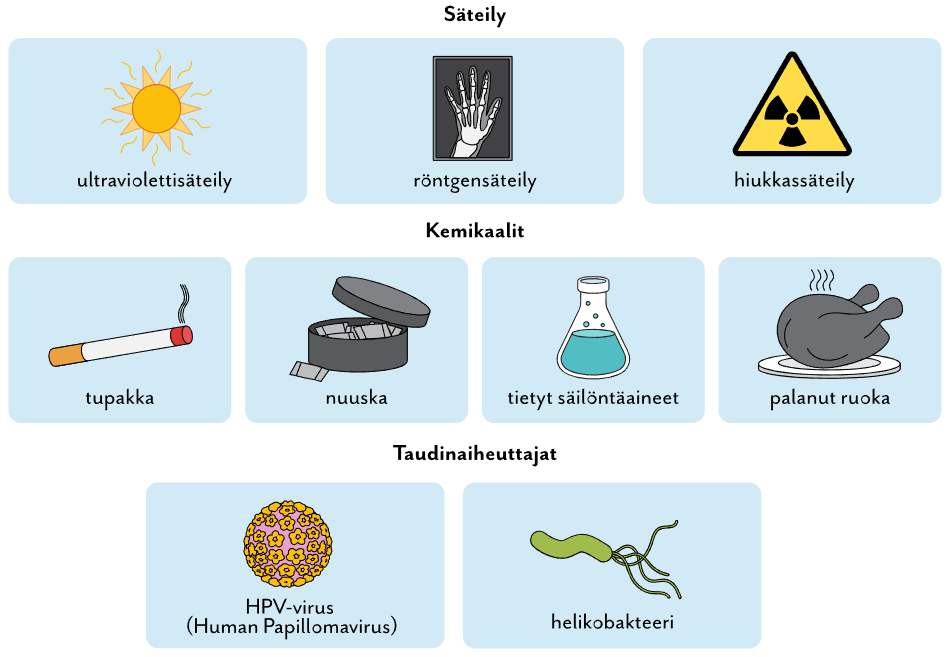 Säteily
ultraviolettisäteily
röntgensäteily
hiukkassäteily
Kemikaalit
tupakka
nuuska
tietyt säilöntäaineet
palanut ruoka
Taudinaiheuttajat
HPV-virus
(Human Papillomavirus)
helikobakteeri